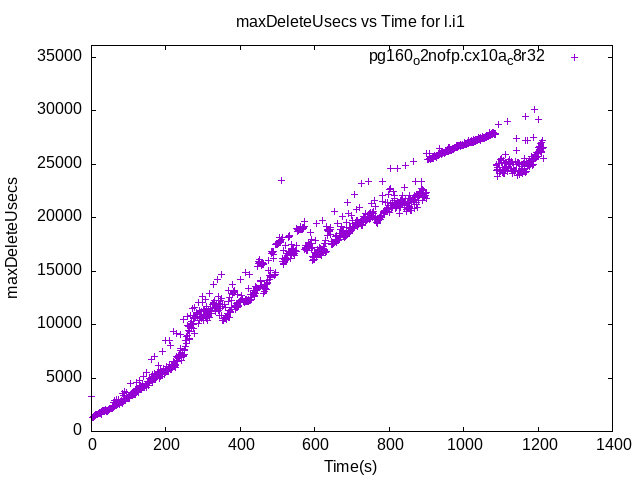 maxDeleteUsecs vs Time for l.i1
pg160o2nofp.cx10ac8r32
35000
30000
25000
20000
15000
10000
5000
0
maxDeleteUsecs
0 200 400 600 800 1000 1200 1400
Time(s)